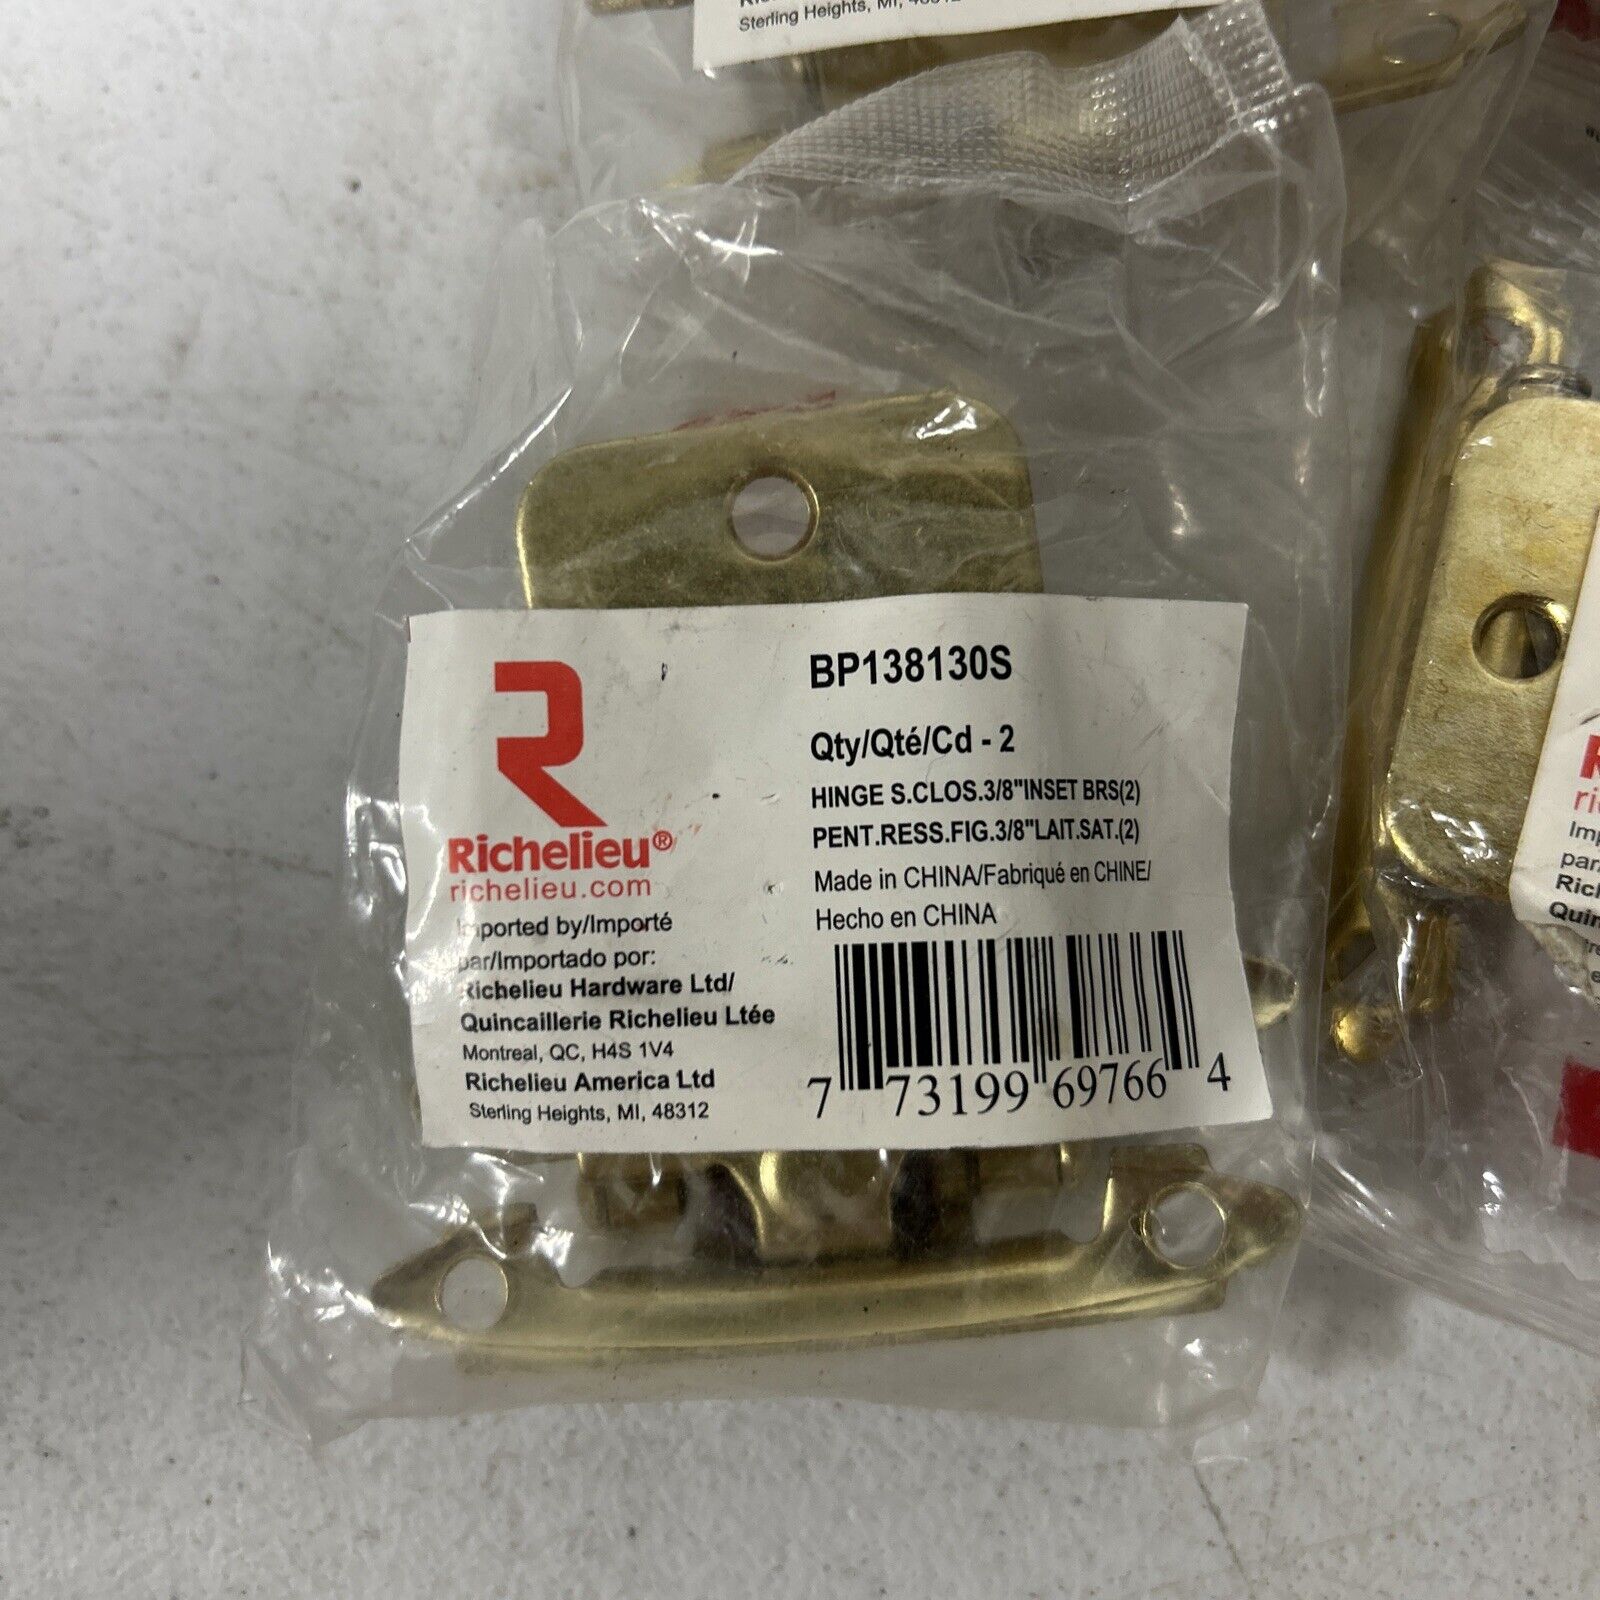 Sterling Heights, MI, 48312
BP138130S
Qty/Qté/Cd - 2
HINGE S.CLOS.3/8"INSET BRS(2)
PENT.RESS.FIG.3/8"LAIT.SAT.(2)
Made in CHINA/Fabriqué en CHINE/
Hecho en CHINA
7 73199 69766 4
R
Richelieu®
richelieu.com
Imported by/Importé
par/Importado por:
Richelieu Hardware Ltd/
Quincaillerie Richelieu Ltée
Montreal, QC, H4S 1V4
Richelieu America Ltd
Sterling Heights, MI, 48312